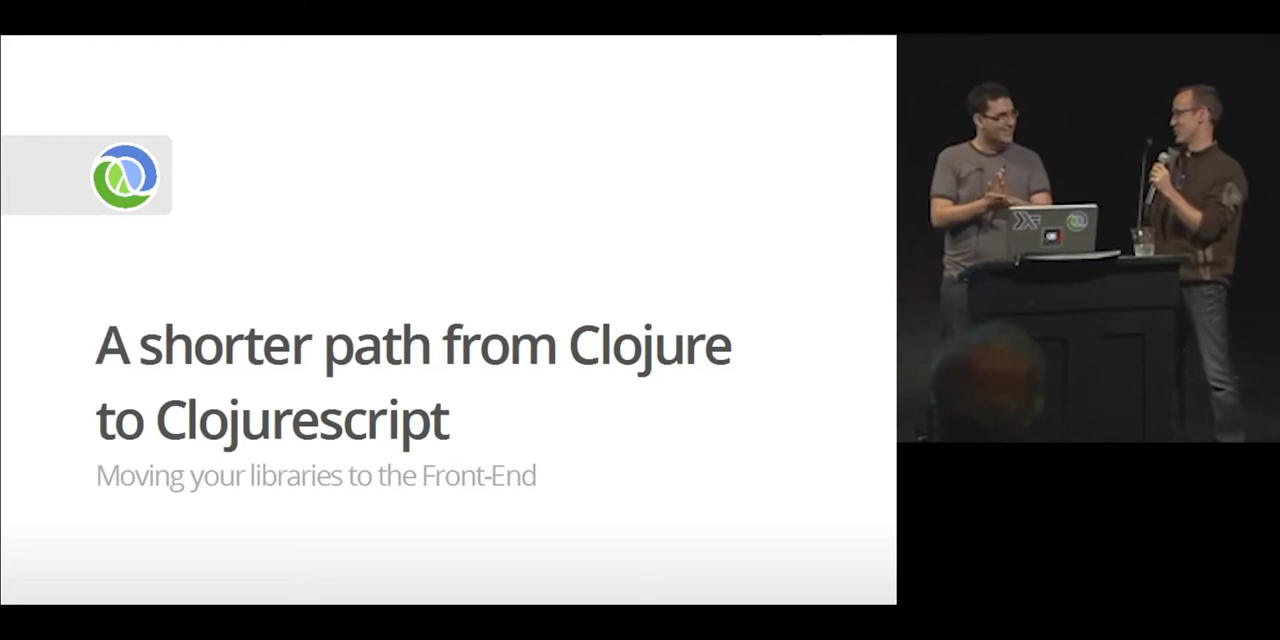 A shorter path from Clojure
to Clojurescript
Moving your libraries to the Front-End